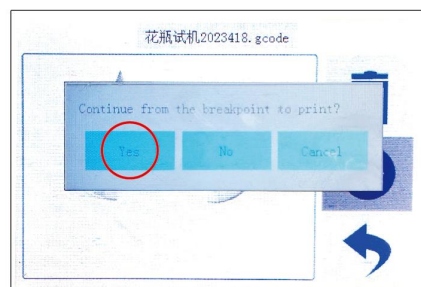 花瓶试机2023418.gcode
Continue from the breakpoint to print?
Yes No Cancel